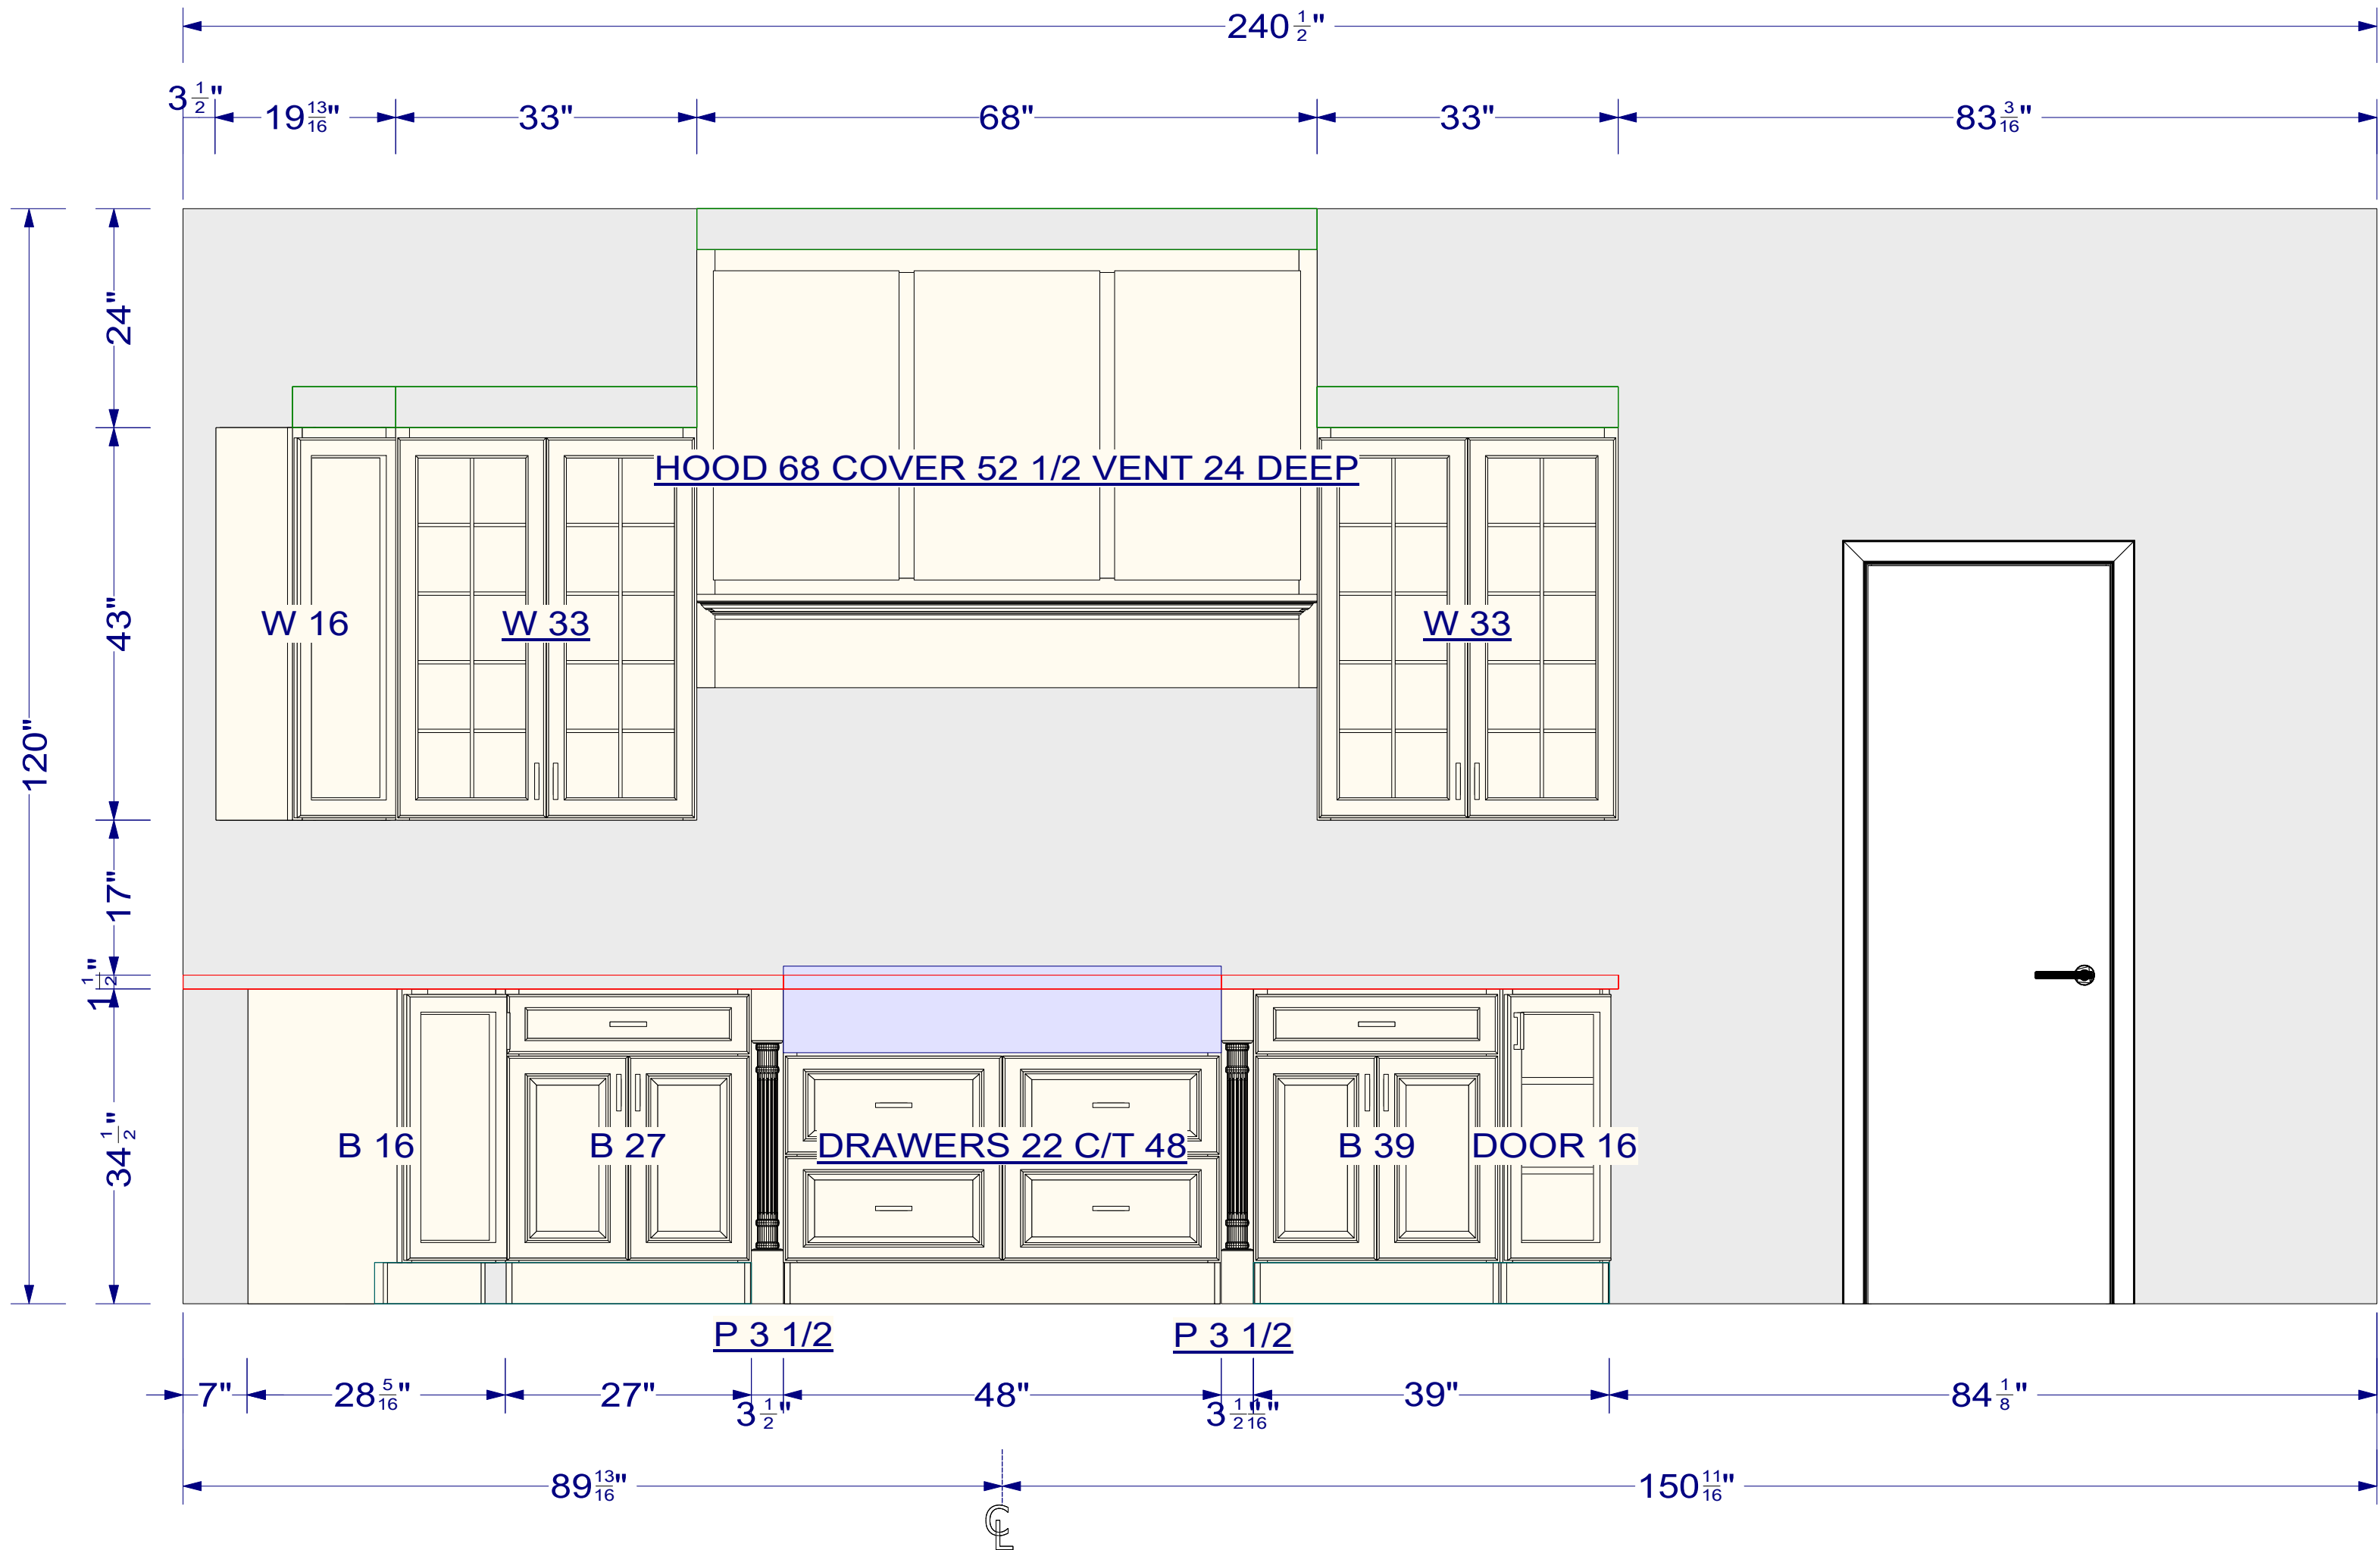 240 1/2"
3 1/2"
19 13/16" 33" 68" 33" 83 3/16"
24"
HOOD 68 COVER 52 1/2 VENT 24 DEEP
43"
W 16 W 33 W 33
120"
17"
1 1/2"
34 1/2"
B 16 B 27 DRAWERS 22 C/T 48 B 39 DOOR 16
P 3 1/2 P 3 1/2
7" 28 5/16" 27" 48" 39" 84 1/8"
3 1/2" 3 1/2" 1/16"
89 13/16" 150 11/16"
CL